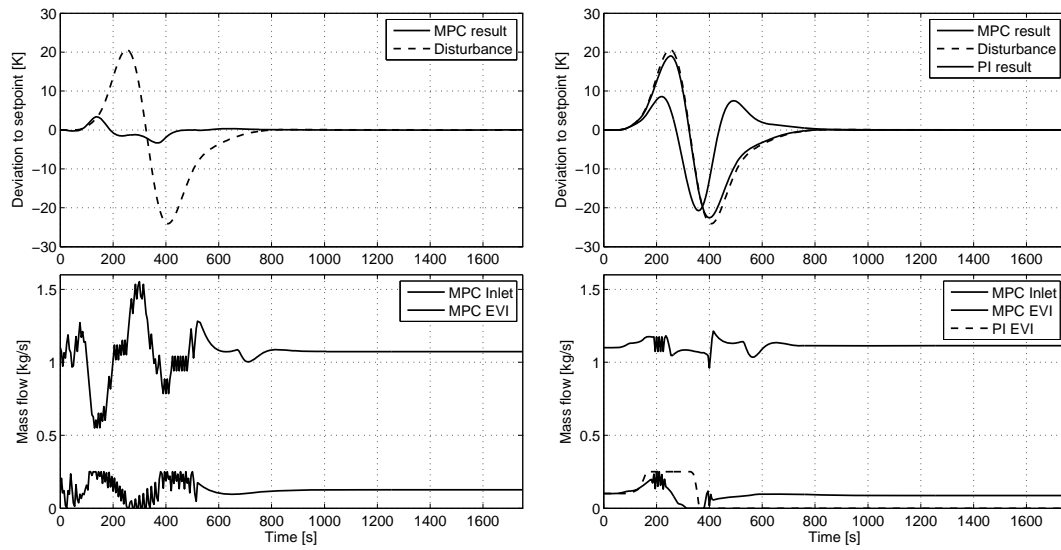 30
20
10
0
−10
−20
−30
Deviation to setpoint [K]
MPC result
Disturbance
0 200 400 600 800 1000 1200 1400 1600
30
20
10
0
−10
−20
−30
Deviation to setpoint [K]
MPC result
Disturbance
PI result
0 200 400 600 800 1000 1200 1400 1600
1.5
1
0.5
0
Mass flow [kg/s]
MPC Inlet
MPC EVI
0 200 400 600 800 1000 1200 1400 1600
Time [s]
1.5
1
0.5
0
Mass flow [kg/s]
MPC Inlet
MPC EVI
PI EVI
0 200 400 600 800 1000 1200 1400 1600
Time [s]